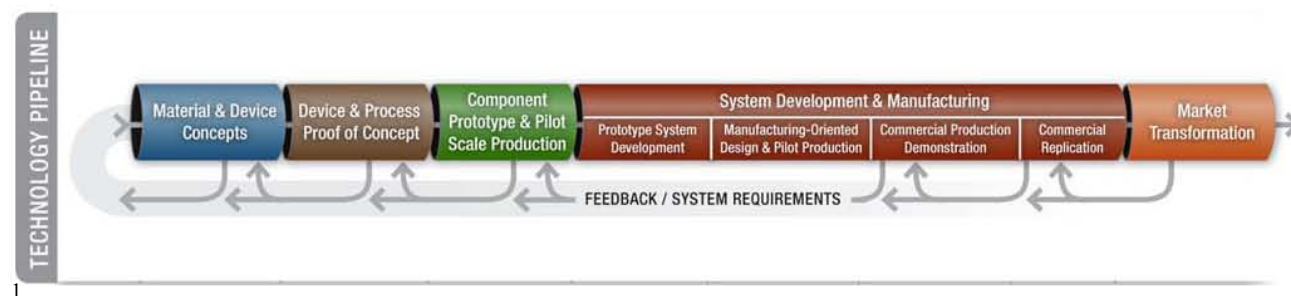 TECHNOLOGY PIPELINE
Material & Device
Concepts
Device & Process
Proof of Concept
Component
Prototype & Pilot
Scale Production
System Development & Manufacturing
Prototype System
Development
Manufacturing-Oriented
Design & Pilot Production
Commercial Production
Demonstration
Commercial
Replication
Market
Transformation
FEEDBACK / SYSTEM REQUIREMENTS
1